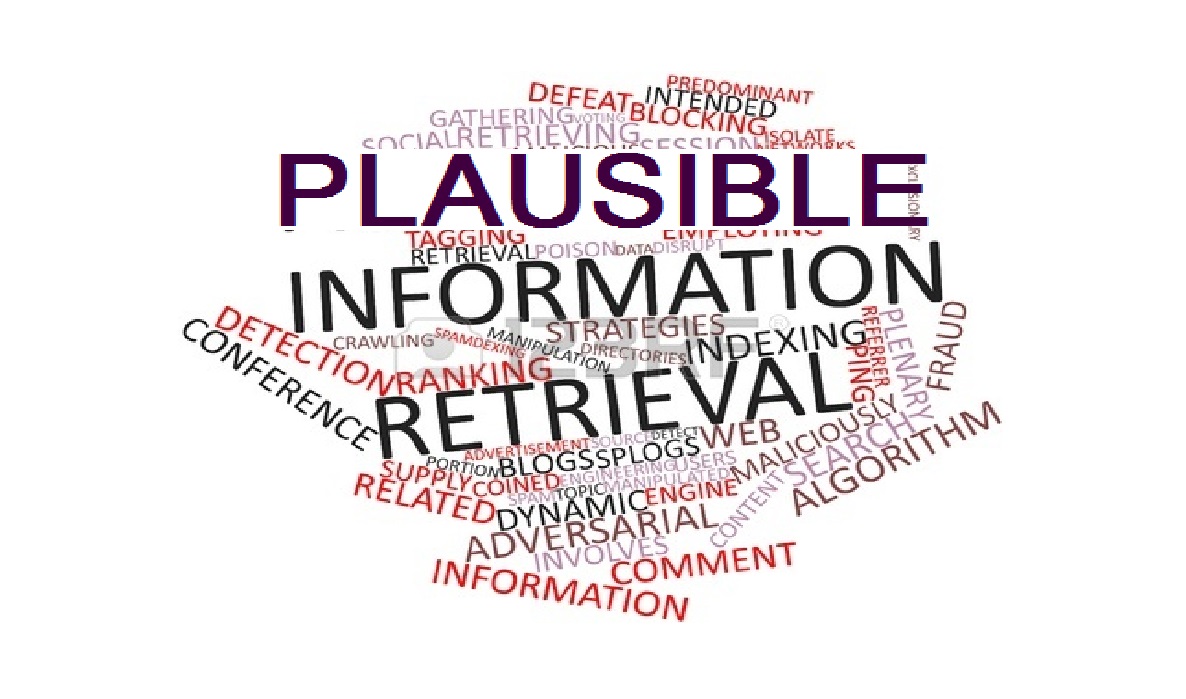 PREDOMINANT
DEFEAT INTENDED
GATHERING VOTING BLOCKING
SOCIAL RETRIEVING SESSION ISOLATE
NETWORKS
PLAUSIBLE
TAGGING EMPLOYING
RETRIEVAL POISON DATA DISRUPT
INFORMATION
DETECTION STRATEGIES REFERRER PLENARY FRAUD
CONFERENCE CRAWLING SPAMDEXING MANIPULATION DIRECTORIES INDEXING
RANKING PING
RETRIEVAL
ADVERTISEMENT SOURCE DETECT WEB MALICIOUSLY
PORTION BLOGS SPLOGS SEARCH
SUPPLY COINED ENGINEERING USERS ALGORITHM
RELATED SPAM TOPIC MANIPULATED ENGINE CONTENT
DYNAMIC
ADVERSARIAL
INVOLVES
INFORMATION COMMENT